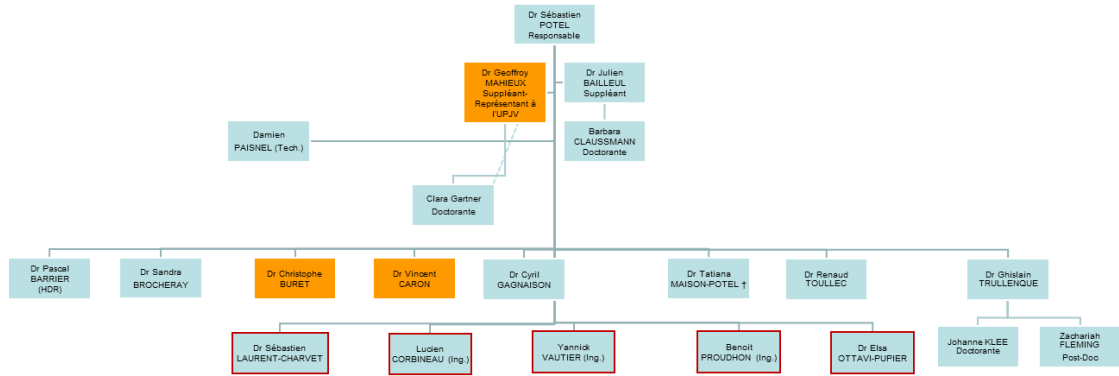 Dr Sébastien
POTEL
Responsable
Dr Geoffroy
MAHIEUX
Suppléant-
Représentant à
l'UPJV
Dr Julien
BAILLEUL
Suppléant
Damien
PAISNEL (Tech.)
Barbara
CLAUSSMANN
Doctorante
Clara Gartner
Doctorante
Dr Pascal
BARRIER
(HDR)
Dr Sandra
BROCHERAY
Dr Christophe
BURET
Dr Vincent
CARON
Dr Cyril
GAGNAISON
Dr Tatiana
MAISON-POTEL †
Dr Renaud
TOULLEC
Dr Ghislain
TRULLENQUE
Dr Sébastien
LAURENT-CHARVET
Lucien
CORBINEAU (Ing.)
Yannick
VAUTIER (Ing.)
Benoit
PROUDHON (Ing.)
Dr Elsa
OTTAVI-PUPIER
Johanne KLEE
Doctorante
Zachariah
FLEMING
Post-Doc